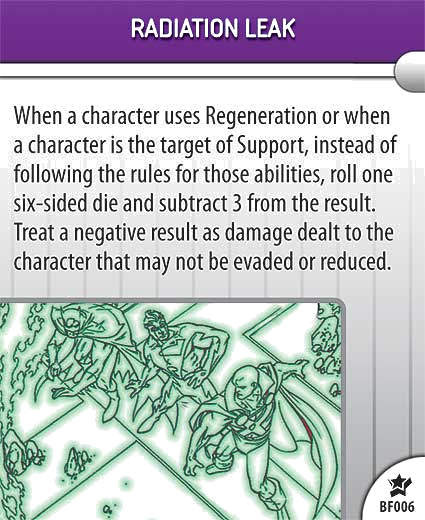 RADIATION LEAK
When a character uses Regeneration or when
a character is the target of Support, instead of
following the rules for those abilities, roll one
six-sided die and subtract 3 from the result.
Treat a negative result as damage dealt to the
character that may not be evaded or reduced.
BF006